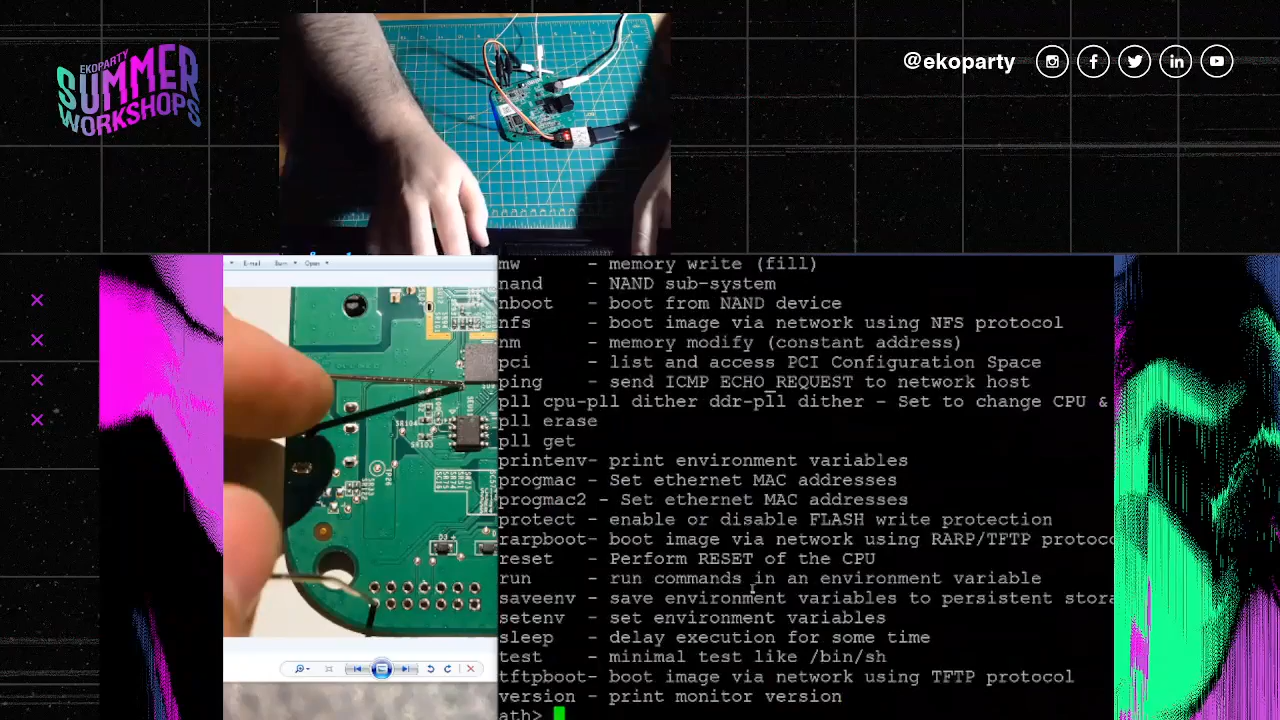 EKOPARTY
SUMMER
WORKSHOPS
@ekoparty
E-mail Burn Open
mw - memory write (fill)
nand - NAND sub-system
nboot - boot from NAND device
nfs - boot image via network using NFS protocol
nm - memory modify (constant address)
pci - list and access PCI Configuration Space
ping - send ICMP ECHO_REQUEST to network host
pll cpu-pll dither ddr-pll dither - Set to change CPU &
pll erase
pll get
printenv- print environment variables
progmac - Set ethernet MAC addresses
progmac2 - Set ethernet MAC addresses
protect - enable or disable FLASH write protection
rarpboot- boot image via network using RARP/TFTP protoco
reset - Perform RESET of the CPU
run - run commands in an environment variable
saveenv - save environment variables to persistent stora
setenv - set environment variables
sleep - delay execution for some time
test - minimal test like /bin/sh
tftpboot- boot image via network using TFTP protocol
version - print monitor version
ath>
SR104
SR103
D3 +